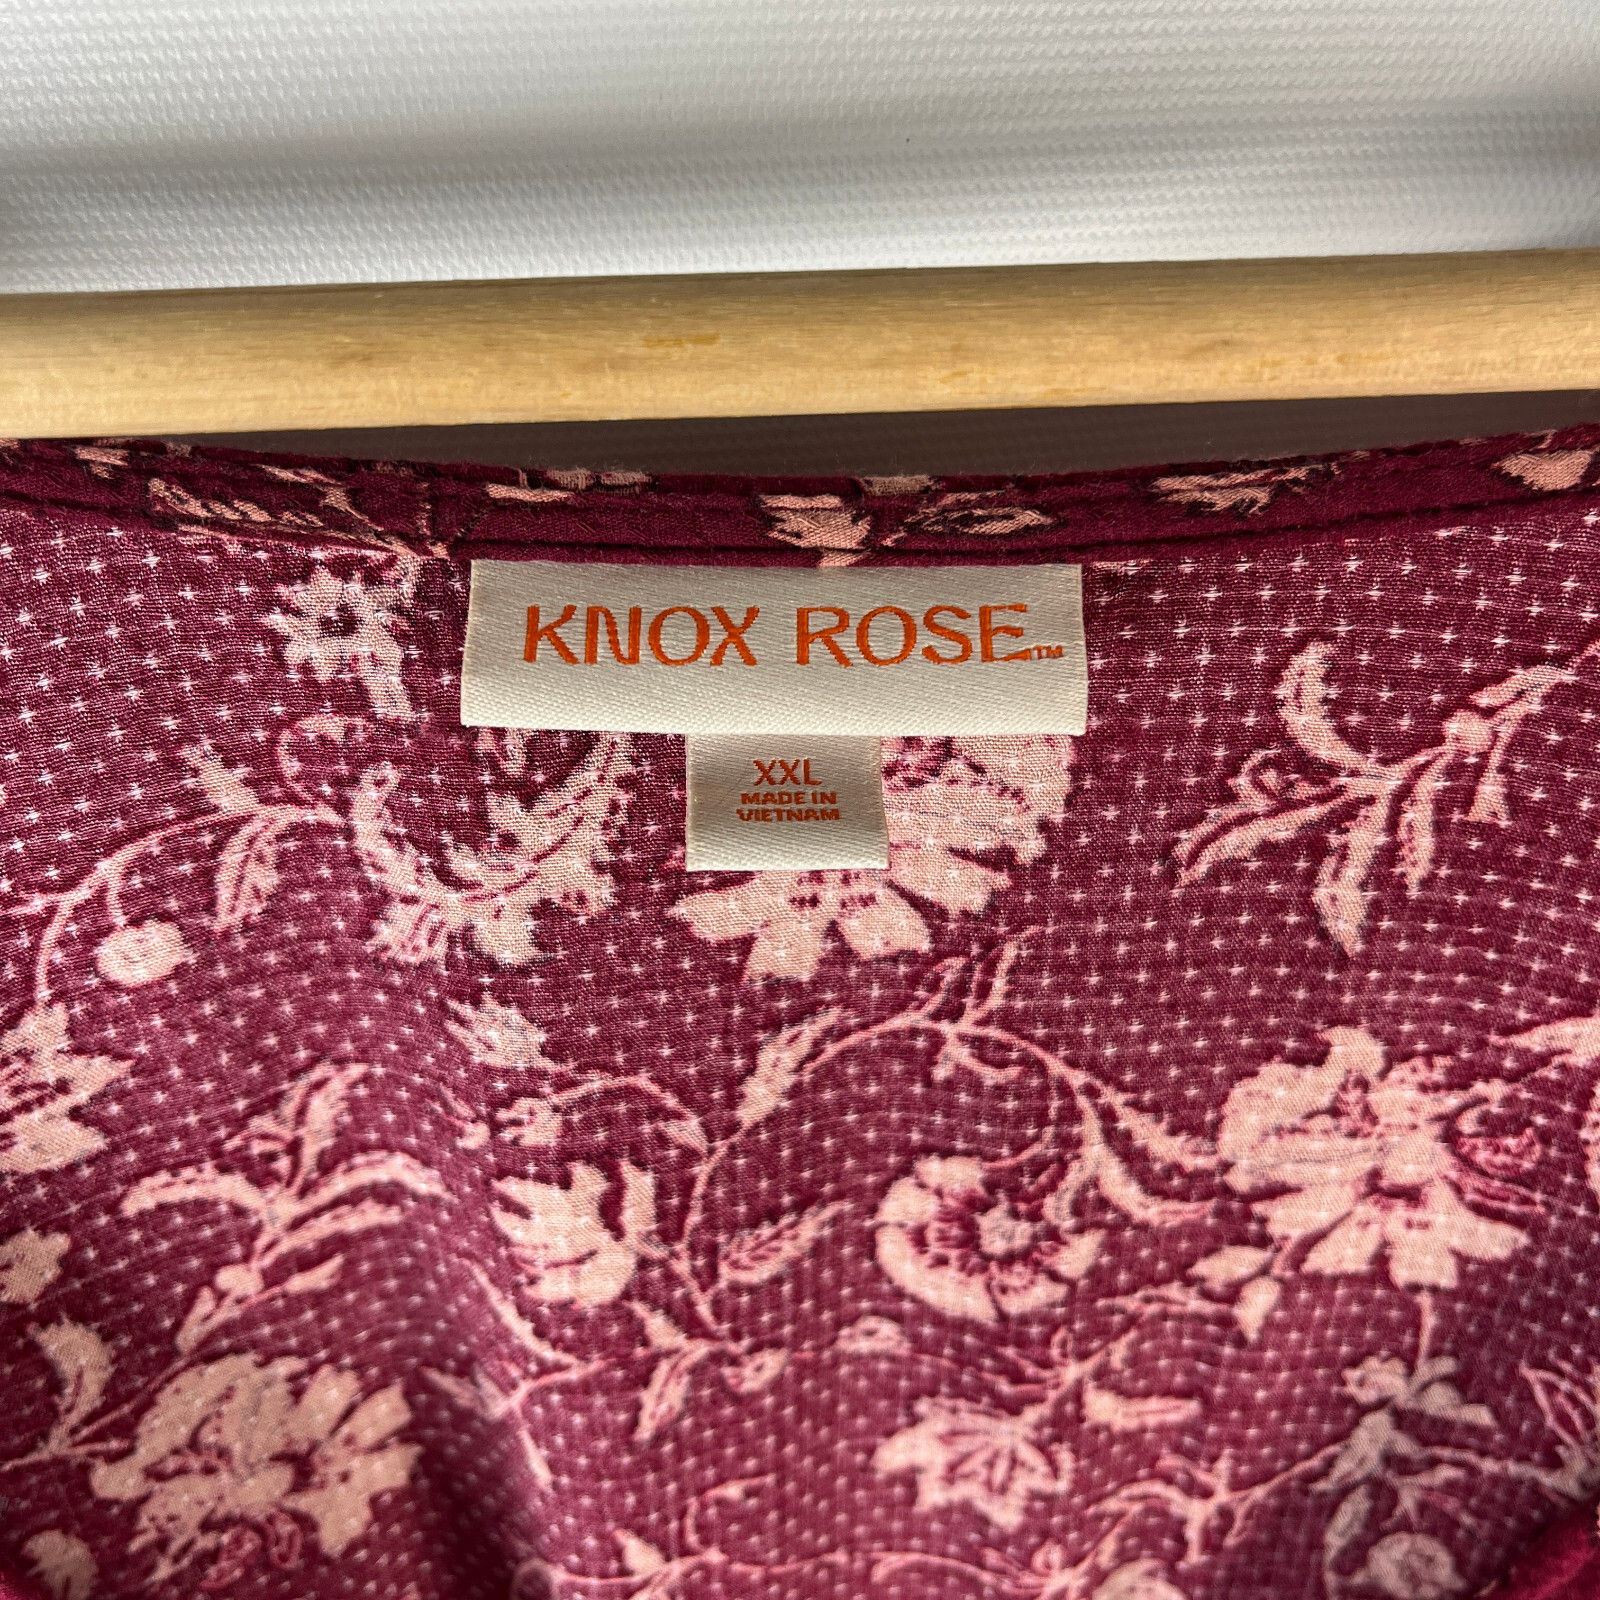 KNOX ROSE™
XXL
MADE IN
VIETNAM